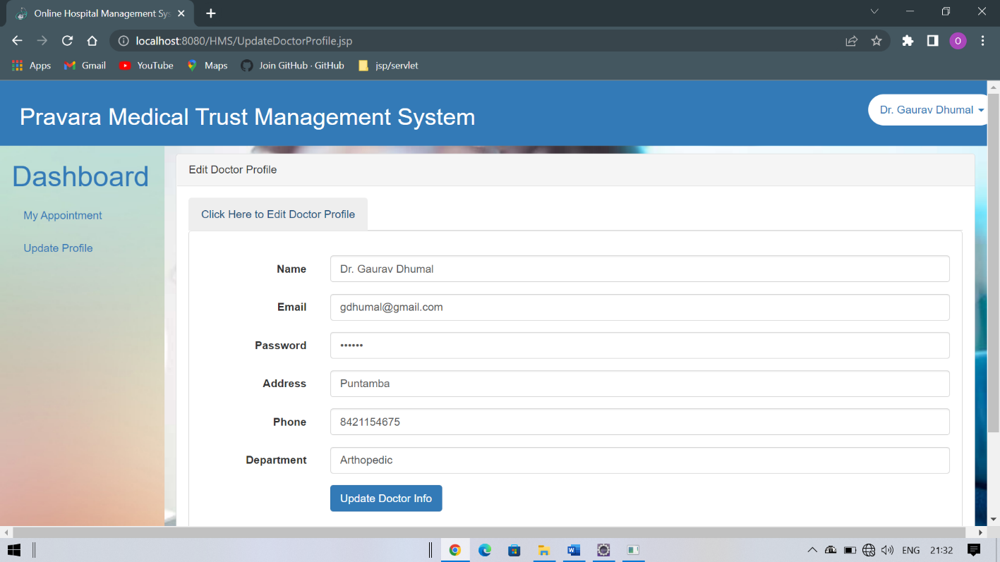 Online Hospital Management Sys
localhost:8080/HMS/UpdateDoctorProfile.jsp
O
Apps Gmail YouTube Maps Join GitHub · GitHub jsp/servlet
Pravara Medical Trust Management System
Dr. Gaurav Dhumal
Dashboard
My Appointment
Update Profile
Edit Doctor Profile
Click Here to Edit Doctor Profile
Name Dr. Gaurav Dhumal
Email gdhumal@gmail.com
Password ••••••
Address Puntamba
Phone 8421154675
Department Arthopedic
Update Doctor Info
ENG 21:32